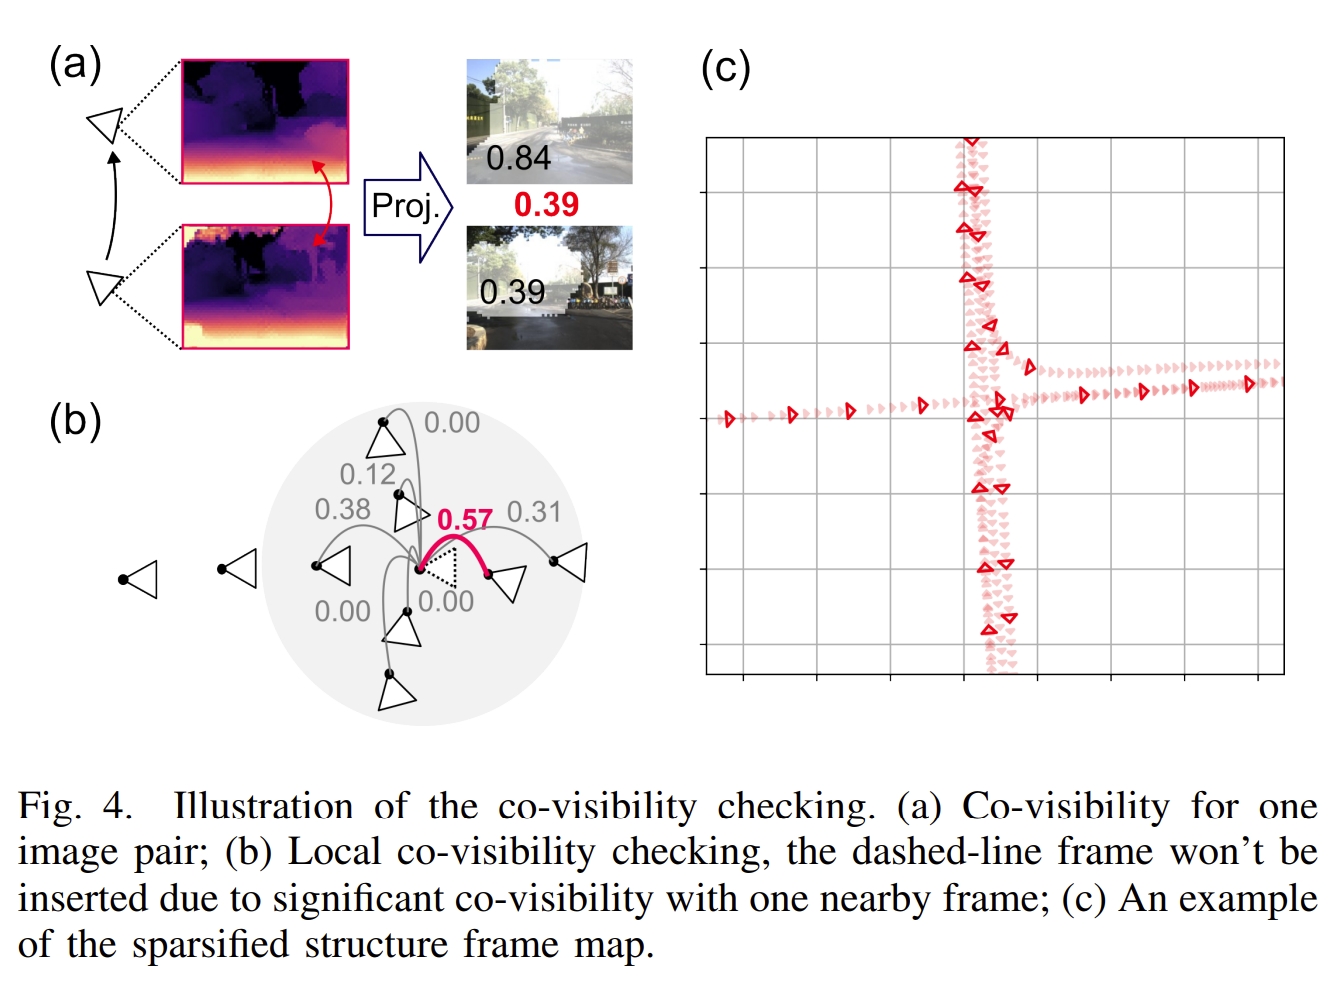 (a)
Proj.
0.84
0.39
0.39
(b)
0.00
0.12
0.38
0.57
0.31
0.00
0.00
(c)
Fig. 4. Illustration of the co-visibility checking. (a) Co-visibility for one
image pair; (b) Local co-visibility checking, the dashed-line frame won't be
inserted due to significant co-visibility with one nearby frame; (c) An example
of the sparsified structure frame map.